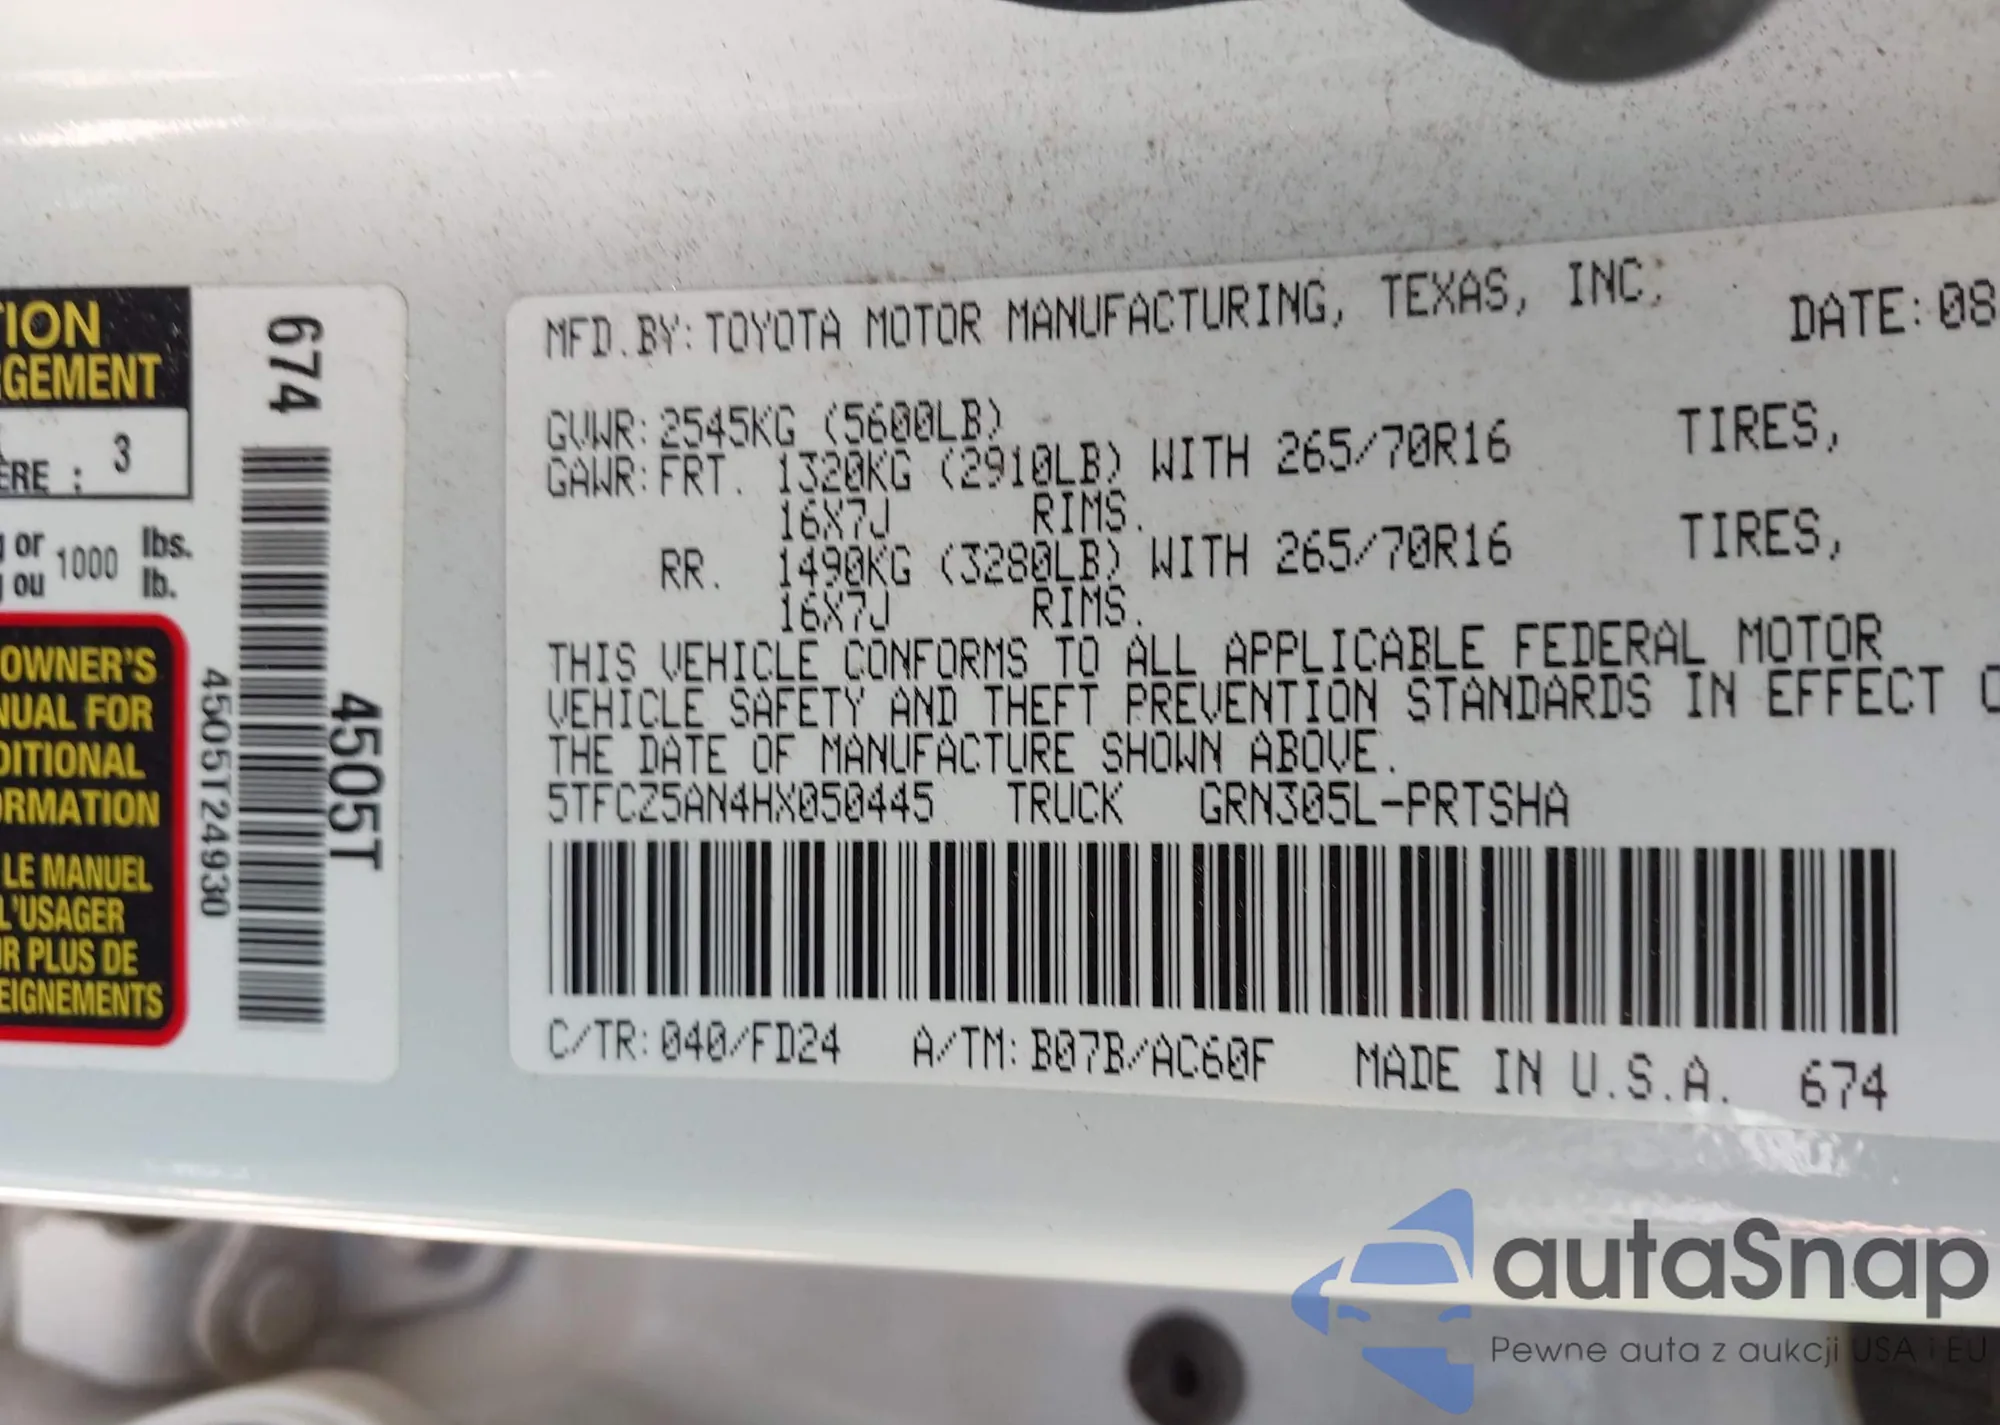 TION
GEMENT
ÈRE : 3
or 1000 lbs.
ou lb.
OWNER'S
NUAL FOR
DITIONAL
ORMATION
LE MANUEL
L'USAGER
R PLUS DE
EIGNEMENTS
674
4505T24930
4505T
MFD.BY:TOYOTA MOTOR MANUFACTURING, TEXAS, INC. DATE:08
GVWR:2545KG (5600LB)
GAWR:FRT. 1320KG (2910LB) WITH 265/70R16 TIRES,
16X7J RIMS.
RR. 1490KG (3280LB) WITH 265/70R16 TIRES,
16X7J RIMS.
THIS VEHICLE CONFORMS TO ALL APPLICABLE FEDERAL MOTOR
VEHICLE SAFETY AND THEFT PREVENTION STANDARDS IN EFFECT O
THE DATE OF MANUFACTURE SHOWN ABOVE.
5TFCZ5AN4HX050445 TRUCK GRN305L-PRTSHA
C/TR:040/FD24 A/TM:B07B/AC60F MADE IN U.S.A. 674
autaSnap
Pewne auta z aukcji USA i EU